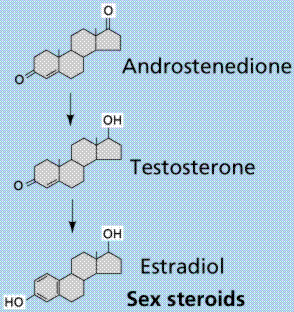 O
O
Androstenedione
OH
O
Testosterone
OH
Estradiol
HO
Sex steroids